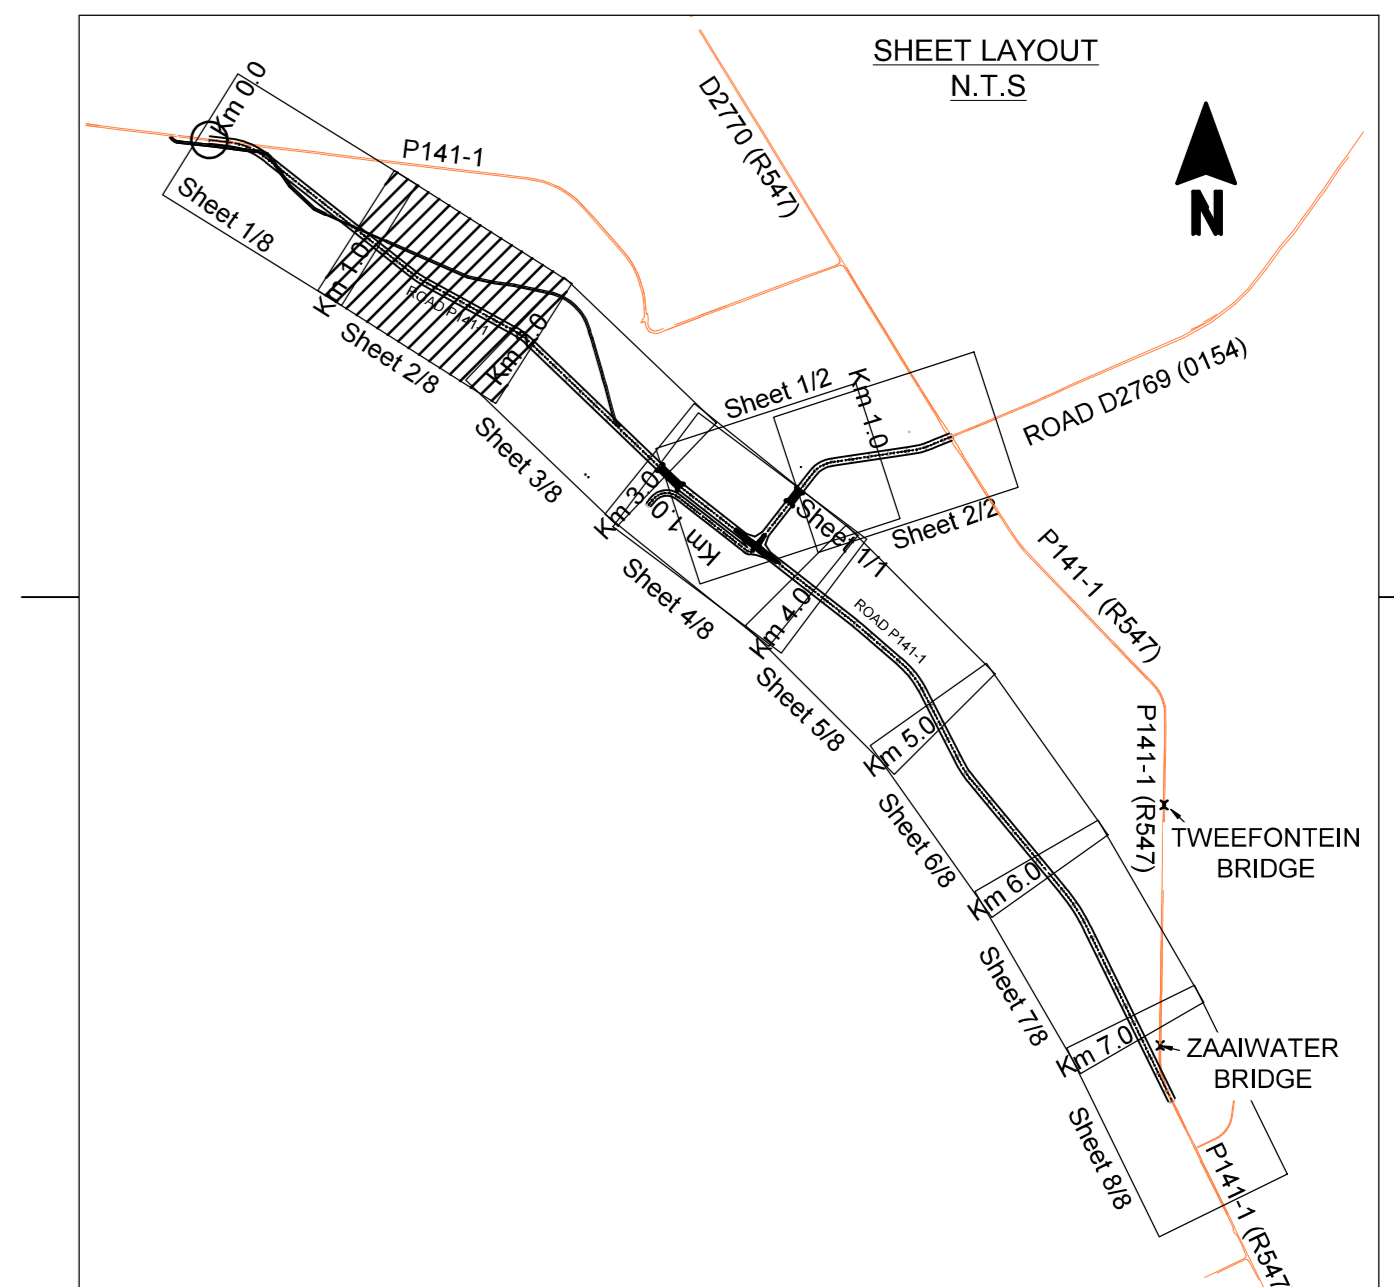 SHEET LAYOUT
N.T.S
Km 0.0
P141-1
D2770 (R547)
N
Sheet 1/8
Km 1.0
ROAD P141-1
Sheet 2/8
Sheet 1/2
Km 1.0
ROAD D2769 (0154)
Sheet 3/8
Km 3.0
Km 1.0
Sheet 1/1
Sheet 2/2
P141-1 (R547)
Sheet 4/8
Km 4.0
ROAD P141-1
Sheet 5/8
Km 5.0
P141-1 (R547)
TWEEFONTEIN
BRIDGE
Sheet 6/8
Km 6.0
Sheet 7/8
Km 7.0
ZAAIWATER
BRIDGE
Sheet 8/8
P141-1 (R547